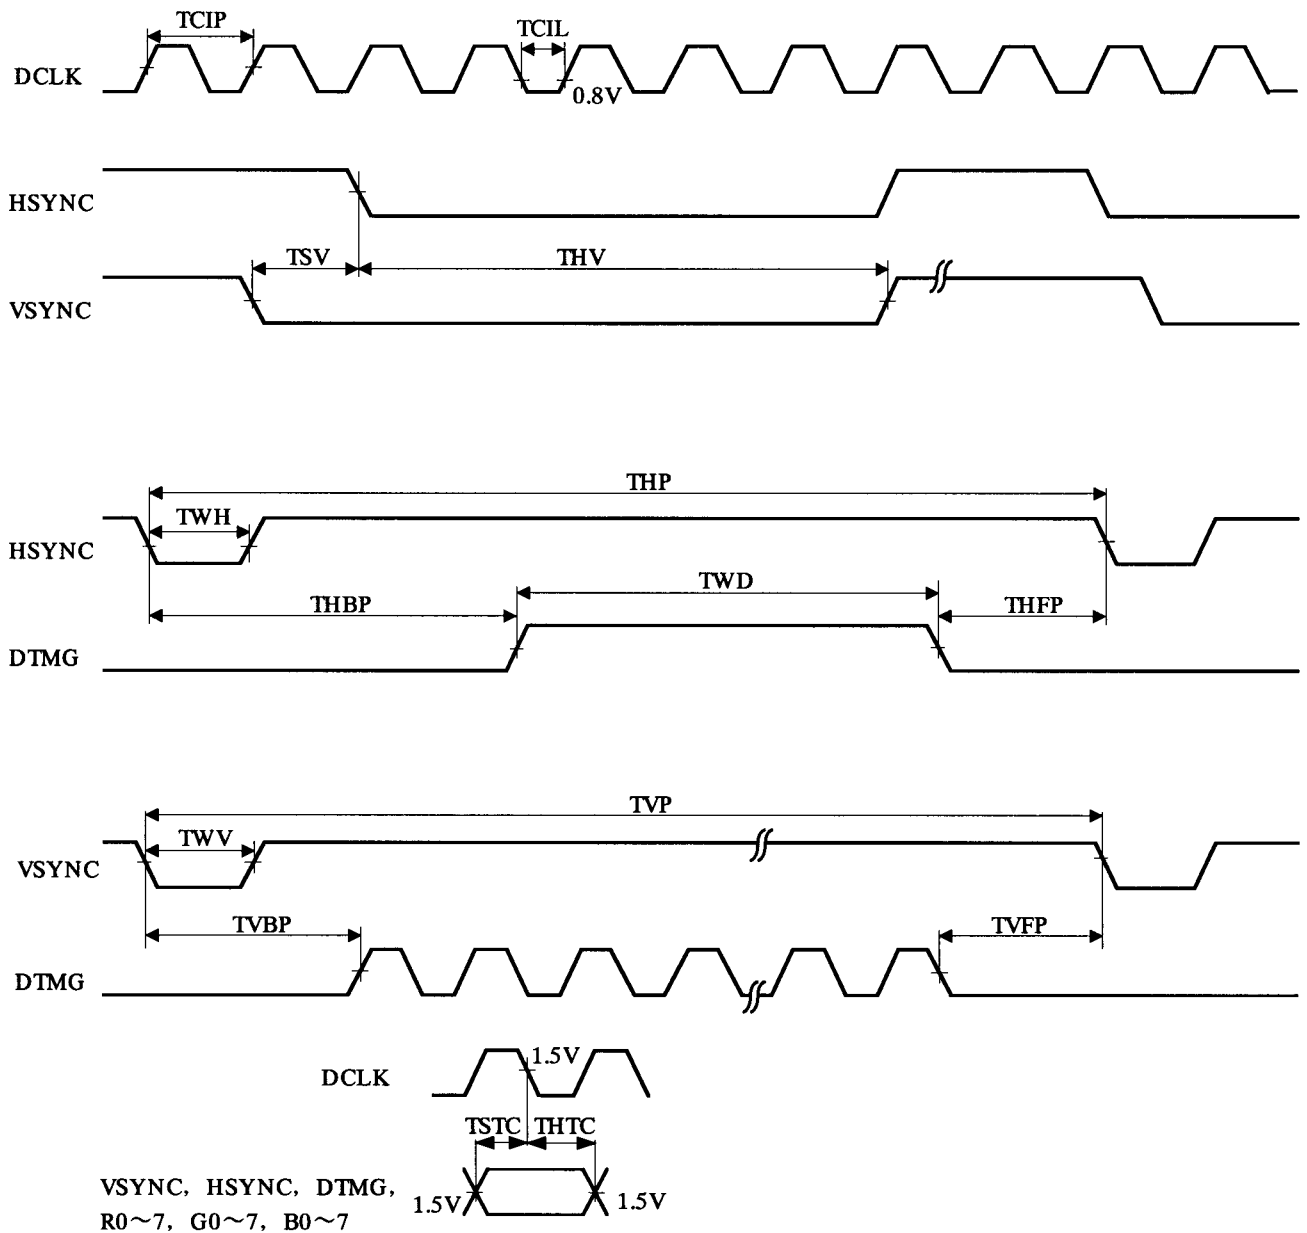 TCIP
TCIL
DCLK
0.8V
HSYNC
TSV
THV
VSYNC
THP
TWH
HSYNC
TWD
THBP
THFP
DTMG
TVP
TWV
VSYNC
TVBP
TVFP
DTMG
1.5V
DCLK
TSTC
THTC
VSYNC, HSYNC, DTMG,
1.5V
1.5V
R0～7, G0～7, B0～7